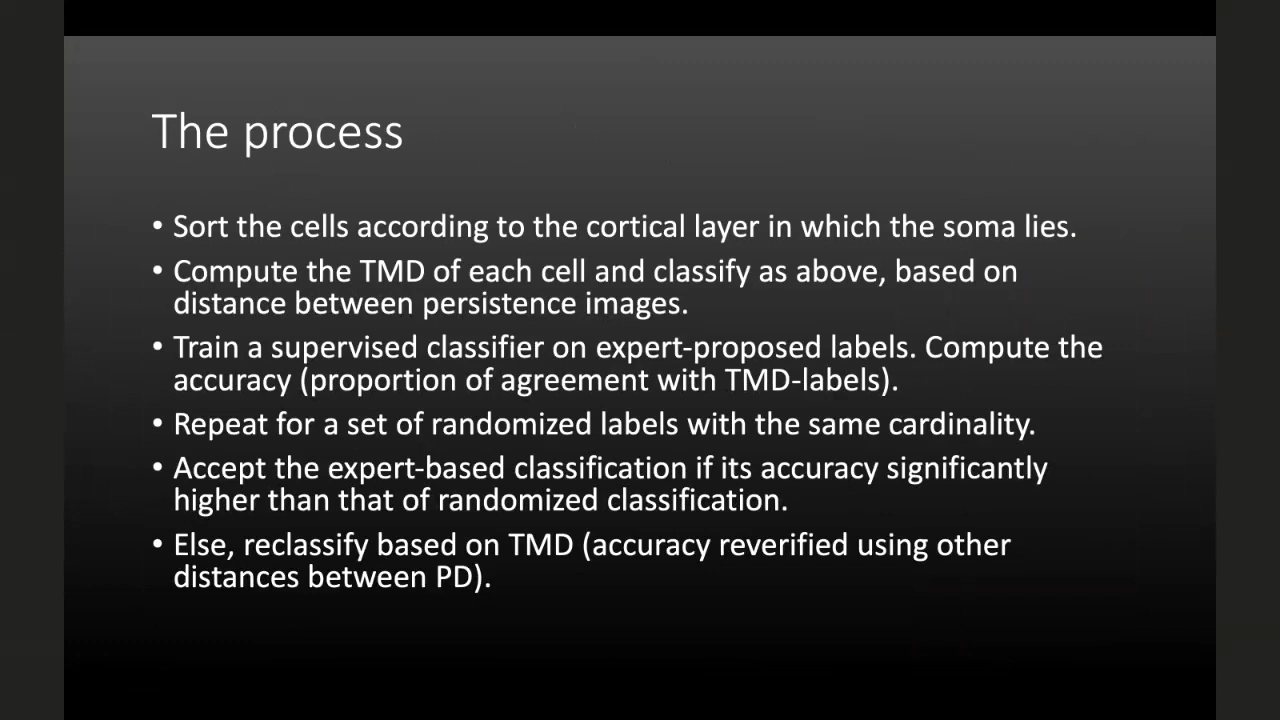 The process
• Sort the cells according to the cortical layer in which the soma lies.
• Compute the TMD of each cell and classify as above, based on
distance between persistence images.
• Train a supervised classifier on expert-proposed labels. Compute the
accuracy (proportion of agreement with TMD-labels).
• Repeat for a set of randomized labels with the same cardinality.
• Accept the expert-based classification if its accuracy significantly
higher than that of randomized classification.
• Else, reclassify based on TMD (accuracy reverified using other
distances between PD).